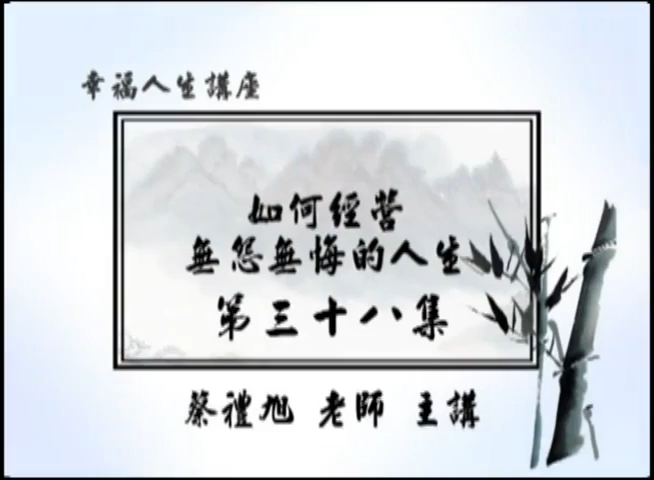 幸福人生講座
如何經營
無怨無悔的人生
第三十八集
蔡禮旭 老師 主講